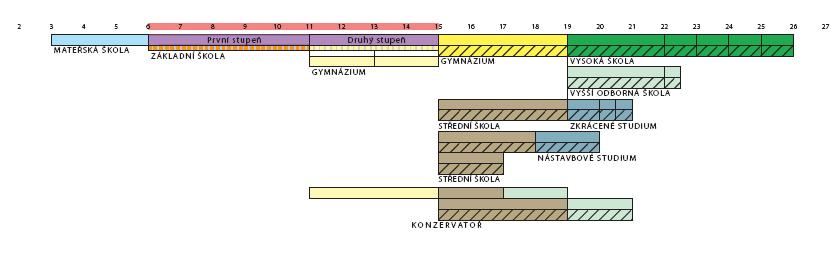 2 3 4 5 6 7 8 9 10 11 12 13 14 15 16 17 18 19 20 21 22 23 24 25 26 27
První stupeň Druhý stupeň
MATEŘSKÁ ŠKOLA
ZÁKLADNÍ ŠKOLA
GYMNÁZIUM
GYMNÁZIUM
VYSOKÁ ŠKOLA
VYŠŠÍ ODBORNÁ ŠKOLA
STŘEDNÍ ŠKOLA
ZKRÁCENÉ STUDIUM
NÁSTAVBOVÉ STUDIUM
STŘEDNÍ ŠKOLA
KONZERVATOŘ